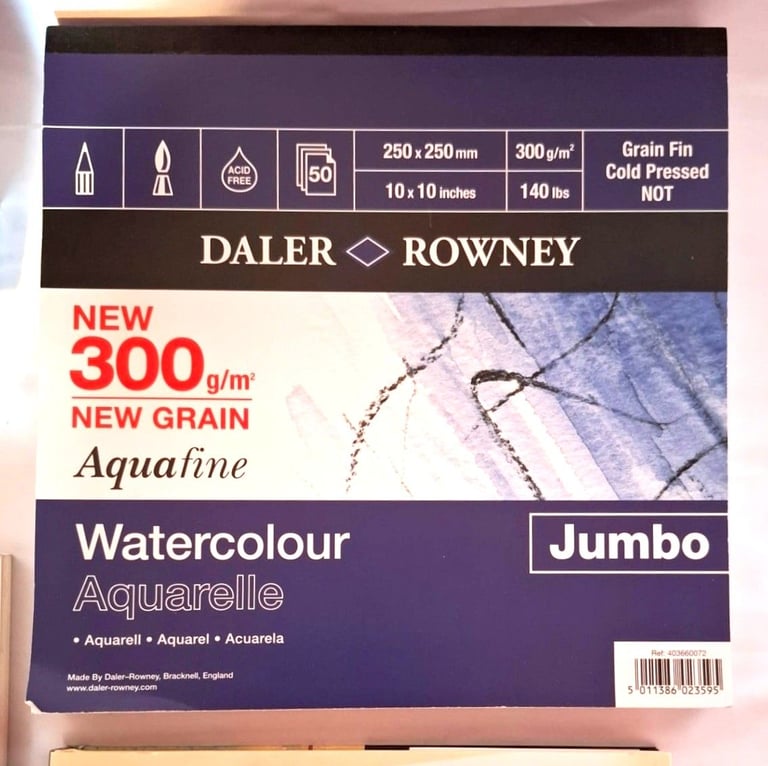 ACID
FREE
50
250 x 250 mm
10 x 10 inches
300 g/m²
140 lbs
Grain Fin
Cold Pressed
NOT
DALER ROWNEY
NEW
300 g/m²
NEW GRAIN
Aquafine
Watercolour
Jumbo
Aquarelle
• Aquarell • Aquarel • Acuarela
Made By Daler–Rowney, Bracknell, England
www.daler-rowney.com
Ref: 403660072
5 011386 023595